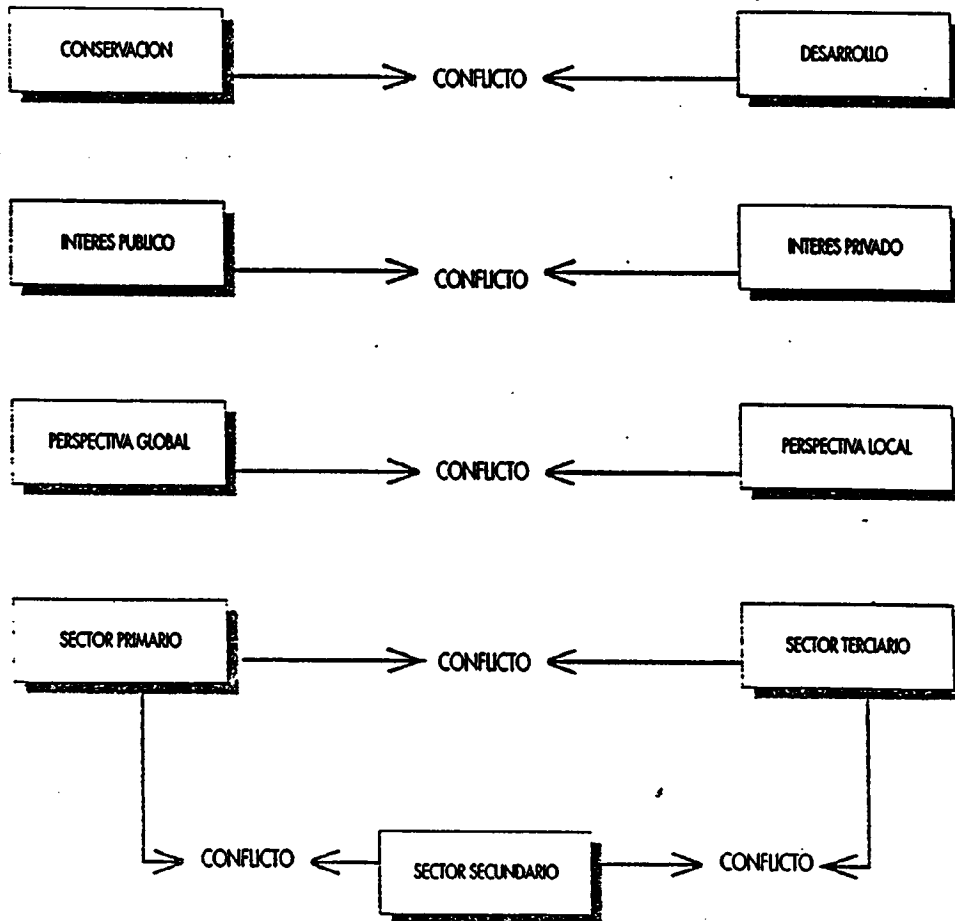 CONSERVACION
CONFLICTO
DESARROLLO
INTERES PUBLICO
CONFLICTO
INTERES PRIVADO
PERSPECTIVA GLOBAL
CONFLICTO
PERSPECTIVA LOCAL
SECTOR PRIMARIO
CONFLICTO
SECTOR TERCIARIO
CONFLICTO
SECTOR SECUNDARIO
CONFLICTO